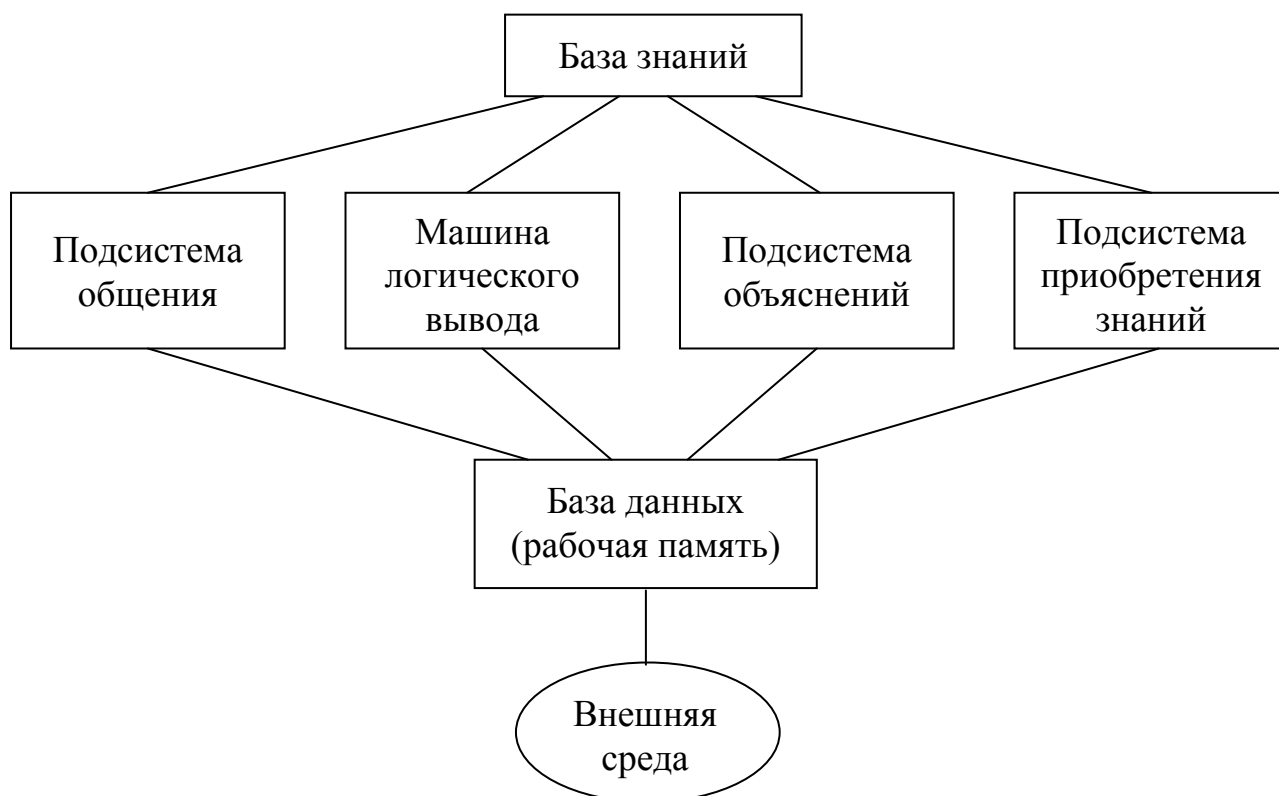 База знаний
Подсистема
общения
Машина
логического
вывода
Подсистема
объяснений
Подсистема
приобретения
знаний
База данных
(рабочая память)
Внешняя
среда